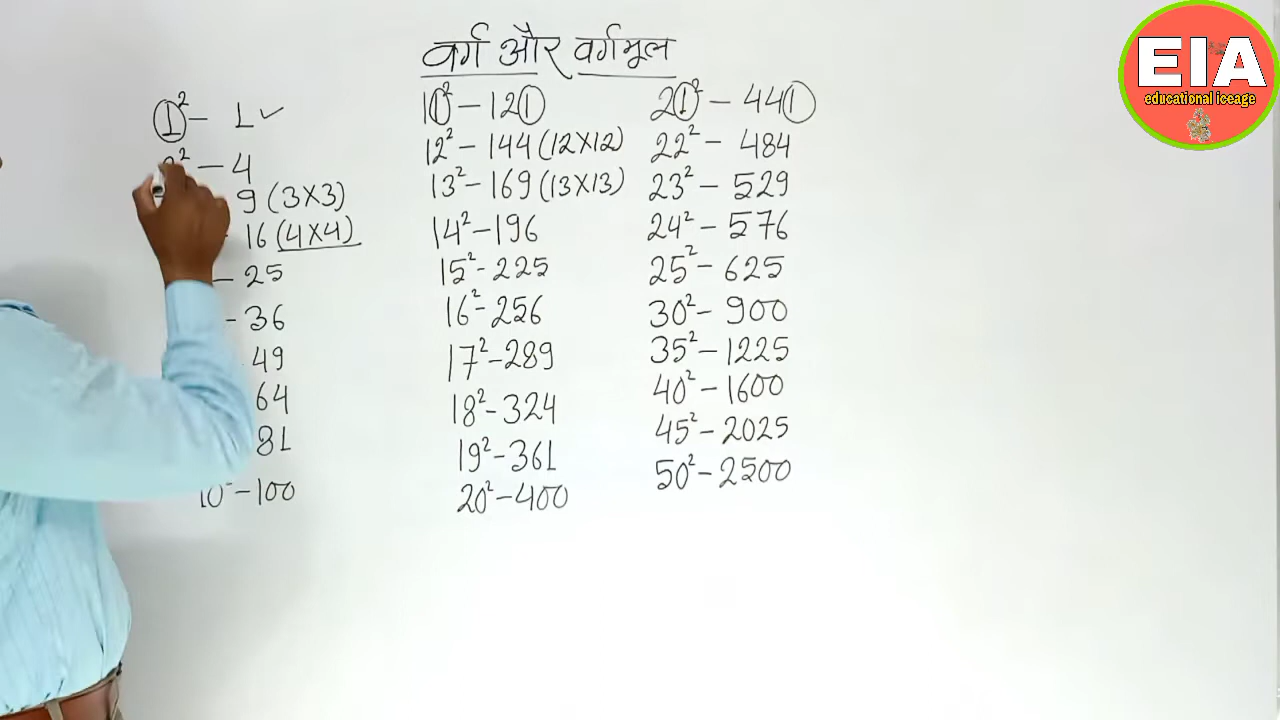 वर्ग और वर्गमूल
1² - 1 ✓
2² - 4
9 (3×3)
- 16 (4×4)
- 25
- 36
- 49
64
81
10² - 100
11² - 121
12² - 144 (12×12)
13² - 169 (13×13)
14² - 196
15² - 225
16² - 256
17² - 289
18² - 324
19² - 361
20² - 400
21² - 441
22² - 484
23² - 529
24² - 576
25² - 625
30² - 900
35² - 1225
40² - 1600
45² - 2025
50² - 2500
EIA
educational iceage